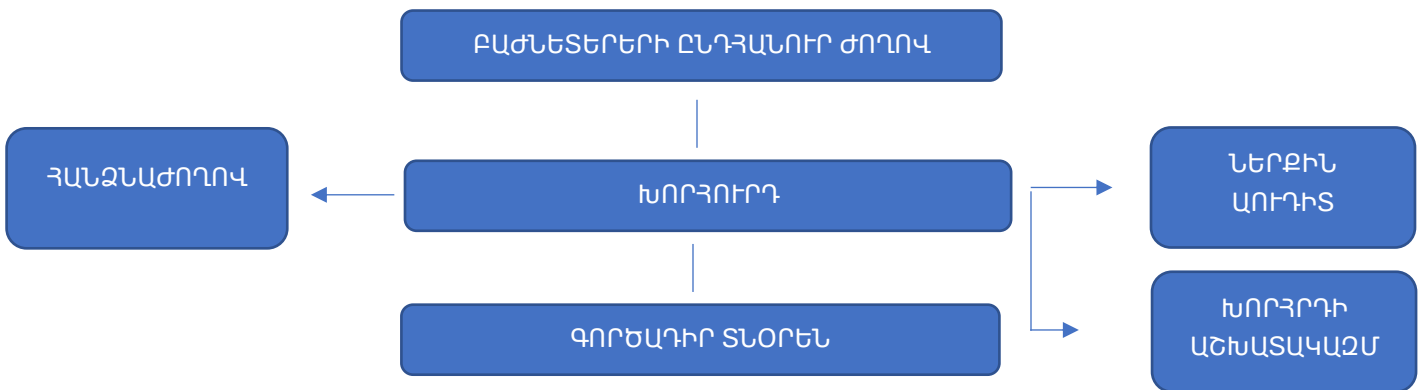 ԲԱԺՆԵՏԵՐԵՐԻ ԸՆԴՀԱՆՈՒՐ ԺՈՂՈՎ
ՀԱՆՁՆԱԺՈՂՈՎ
ԽՈՐՀՈՒՐԴ
ՆԵՐՔԻՆ
ԱՈՒԴԻՏ
ԳՈՐԾԱԴԻՐ ՏՆՕՐԵՆ
ԽՈՐՀՐԴԻ
ԱՇԽԱՏԱԿԱԶՄ